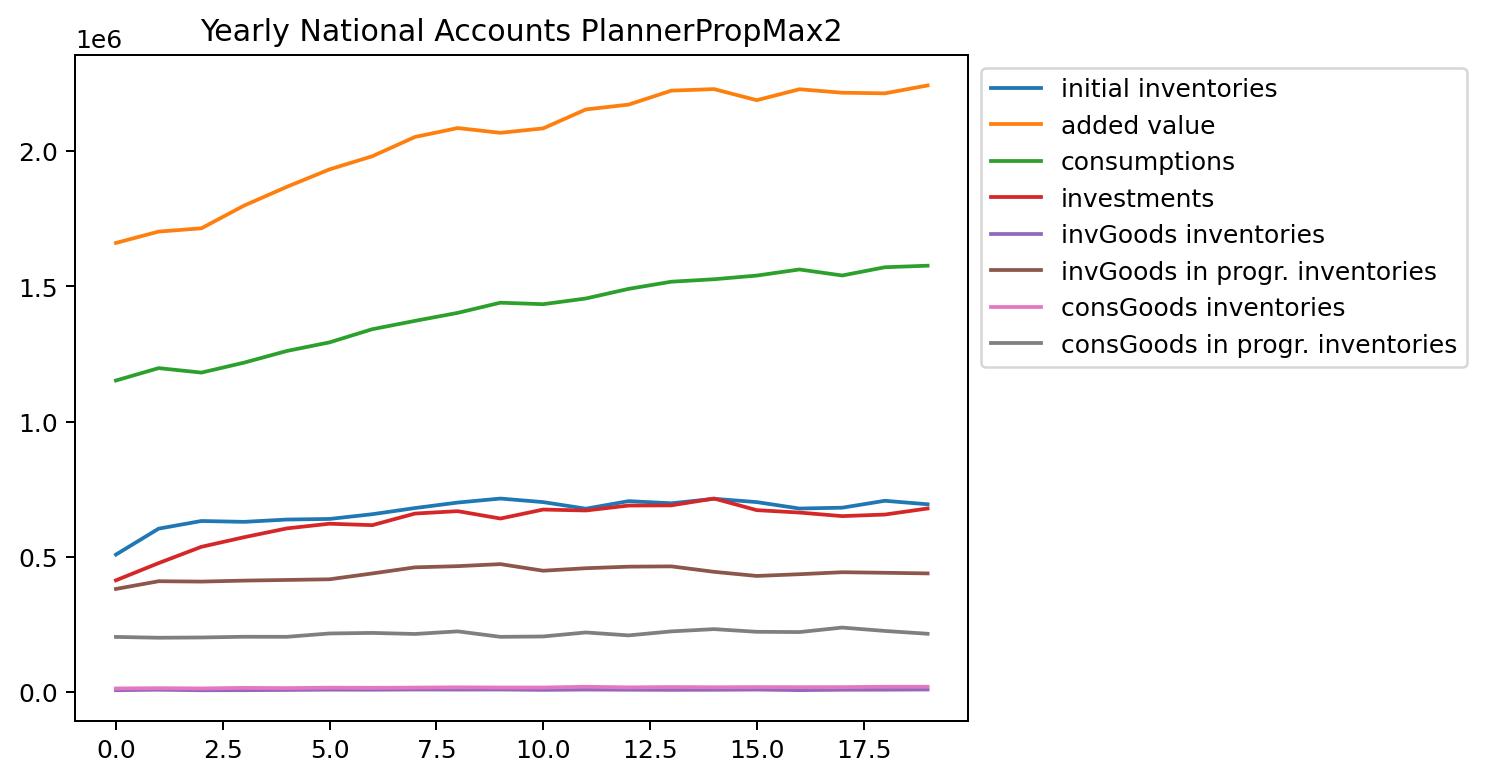 Yearly National Accounts PlannerPropMax2
1e6
2.0
1.5
1.0
0.5
0.0
0.0 2.5 5.0 7.5 10.0 12.5 15.0 17.5
initial inventories
added value
consumptions
investments
invGoods inventories
invGoods in progr. inventories
consGoods inventories
consGoods in progr. inventories